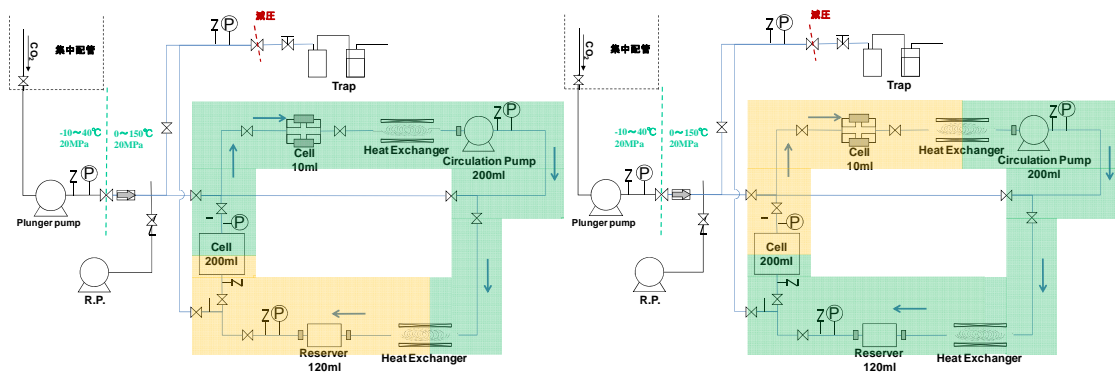 減圧
Z P
CO2
集中配管
Trap
-10～40℃
20MPa
0～150℃
20MPa
Z P
Plunger pump
R.P.
Cell
10ml
Heat Exchanger
Z P
Circulation Pump
200ml
P
Cell
200ml
Z
Z P
Reserver
120ml
Heat Exchanger
減圧
Z P
CO2
集中配管
Trap
-10～40℃
20MPa
0～150℃
20MPa
Z P
Plunger pump
R.P.
Cell
10ml
Heat Exchanger
Z P
Circulation Pump
200ml
P
Cell
200ml
Z
Z P
Reserver
120ml
Heat Exchanger